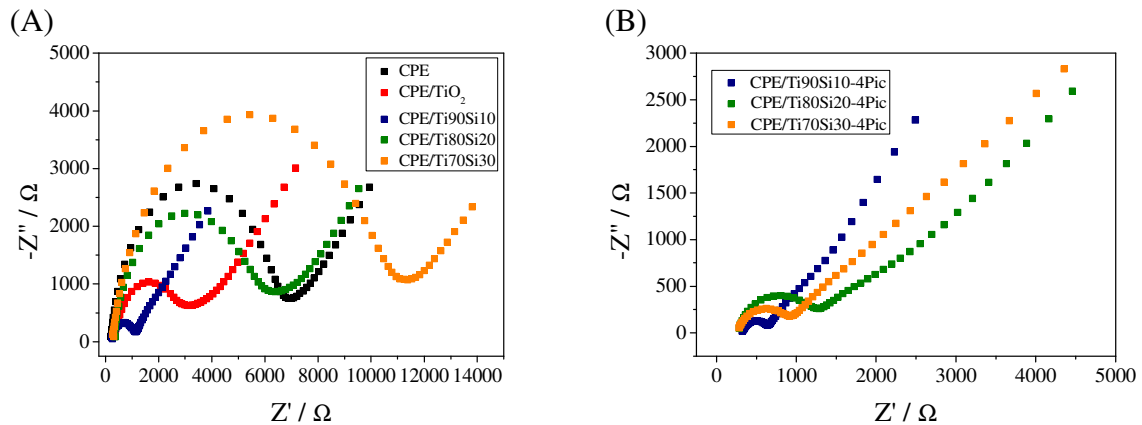 (A)
5000
4000
3000
2000
1000
0
-Z'' / Ω
CPE
CPE/TiO2
CPE/Ti90Si10
CPE/Ti80Si20
CPE/Ti70Si30
0 2000 4000 6000 8000 10000 12000 14000
Z' / Ω
(B)
3000
2500
2000
1500
1000
500
0
-Z'' / Ω
CPE/Ti90Si10-4Pic
CPE/Ti80Si20-4Pic
CPE/Ti70Si30-4Pic
0 1000 2000 3000 4000 5000
Z' / Ω